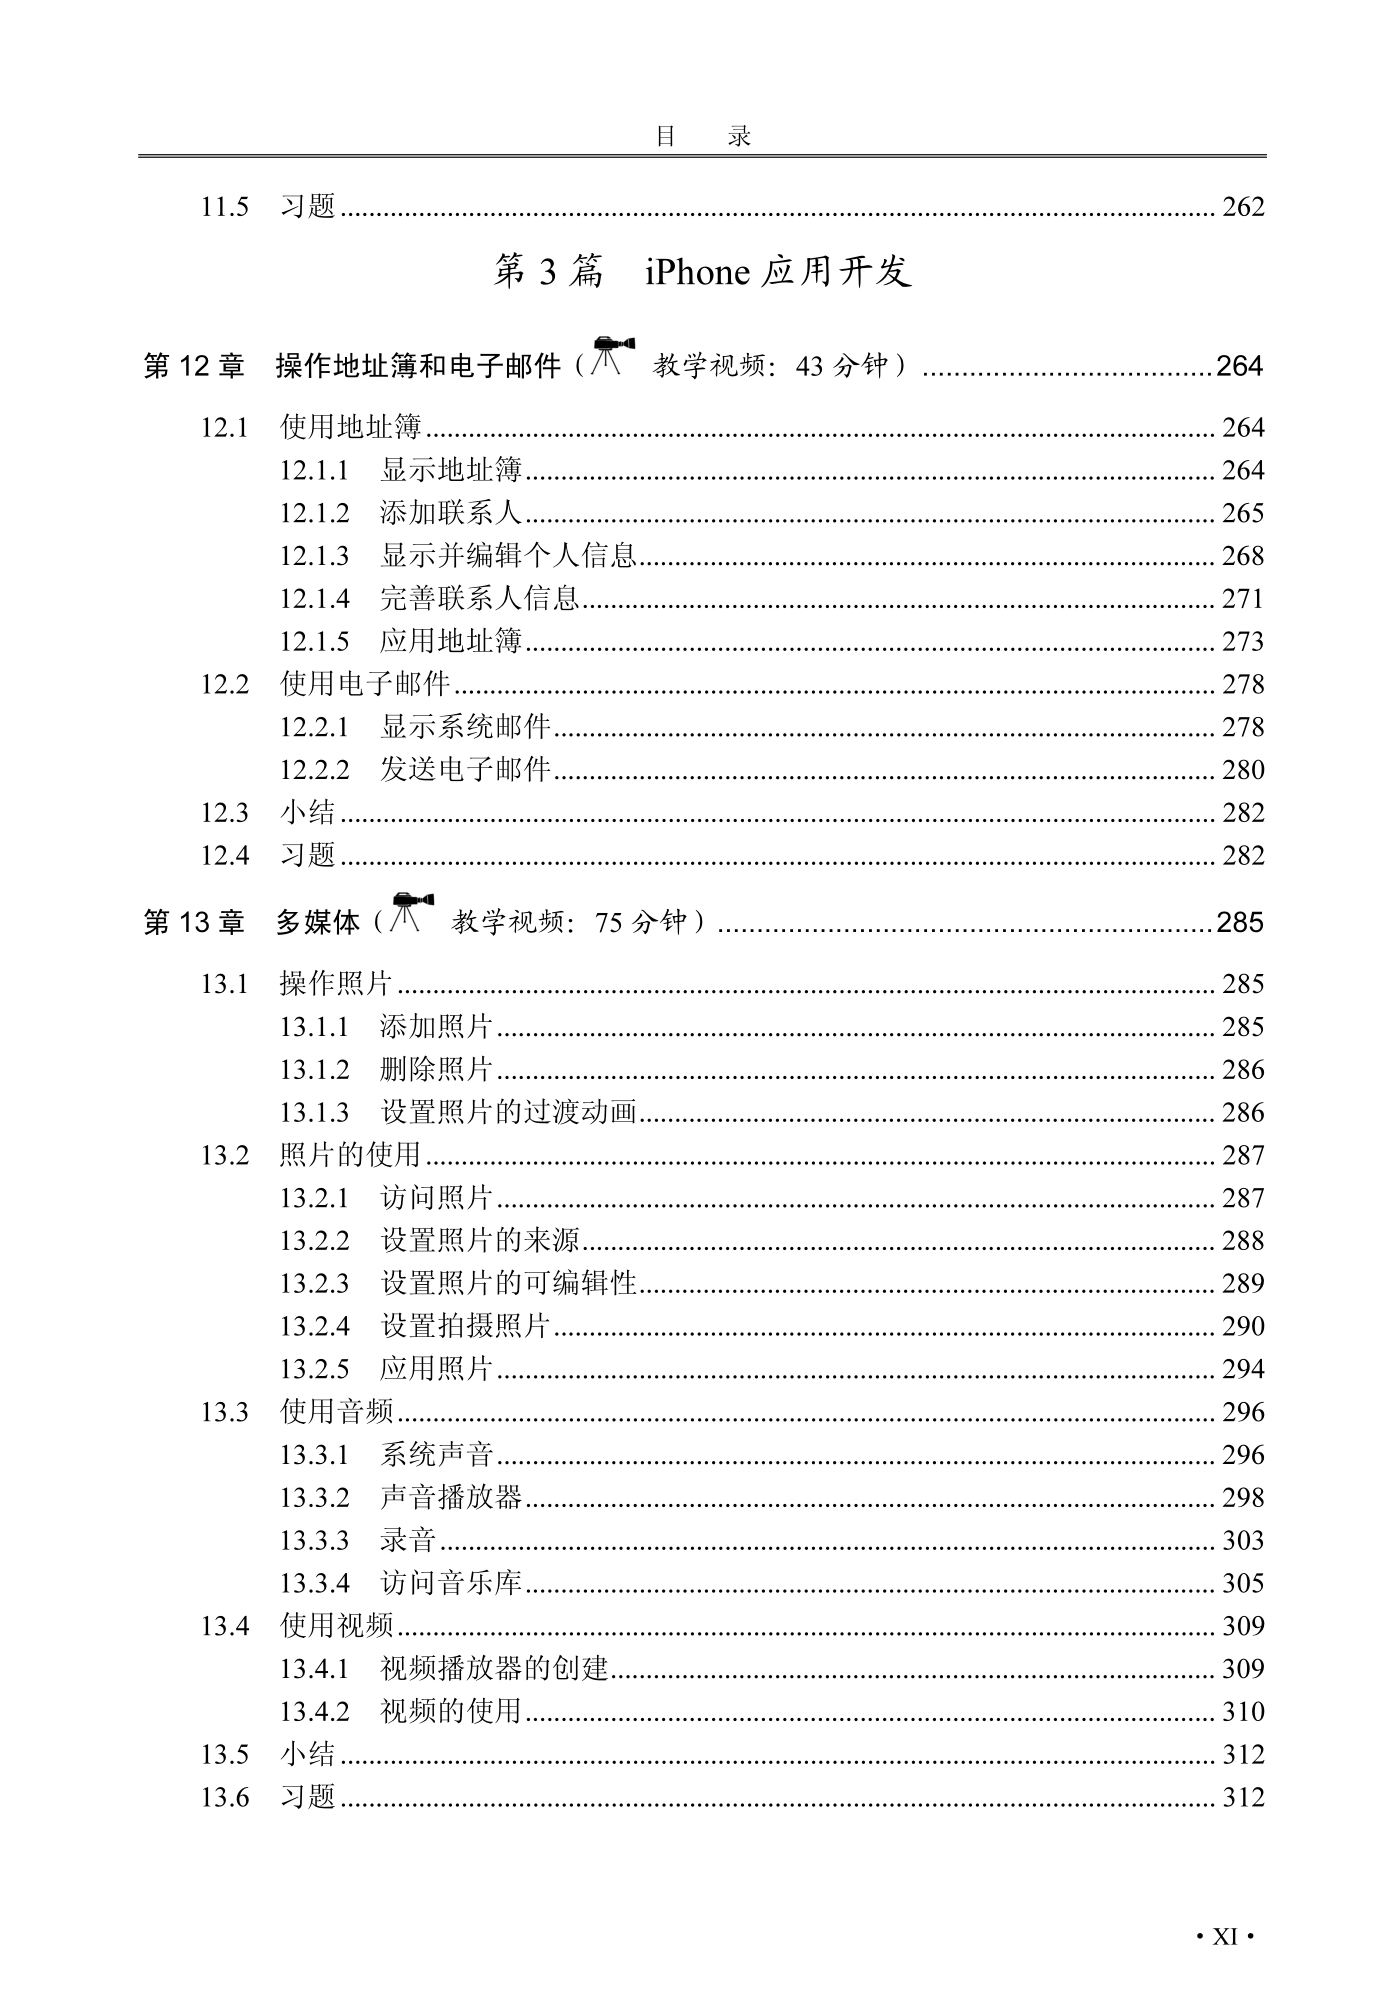 目 录
11.5 习题 ........ 262
第 3 篇 iPhone 应用开发
第 12 章 操作地址簿和电子邮件（ 教学视频：43 分钟） ........ 264
12.1 使用地址簿 ........ 264
12.1.1 显示地址簿 ........ 264
12.1.2 添加联系人 ........ 265
12.1.3 显示并编辑个人信息 ........ 268
12.1.4 完善联系人信息 ........ 271
12.1.5 应用地址簿 ........ 273
12.2 使用电子邮件 ........ 278
12.2.1 显示系统邮件 ........ 278
12.2.2 发送电子邮件 ........ 280
12.3 小结 ........ 282
12.4 习题 ........ 282
第 13 章 多媒体（ 教学视频：75 分钟） ........ 285
13.1 操作照片 ........ 285
13.1.1 添加照片 ........ 285
13.1.2 删除照片 ........ 286
13.1.3 设置照片的过渡动画 ........ 286
13.2 照片的使用 ........ 287
13.2.1 访问照片 ........ 287
13.2.2 设置照片的来源 ........ 288
13.2.3 设置照片的可编辑性 ........ 289
13.2.4 设置拍摄照片 ........ 290
13.2.5 应用照片 ........ 294
13.3 使用音频 ........ 296
13.3.1 系统声音 ........ 296
13.3.2 声音播放器 ........ 298
13.3.3 录音 ........ 303
13.3.4 访问音乐库 ........ 305
13.4 使用视频 ........ 309
13.4.1 视频播放器的创建 ........ 309
13.4.2 视频的使用 ........ 310
13.5 小结 ........ 312
13.6 习题 ........ 312
· XI ·